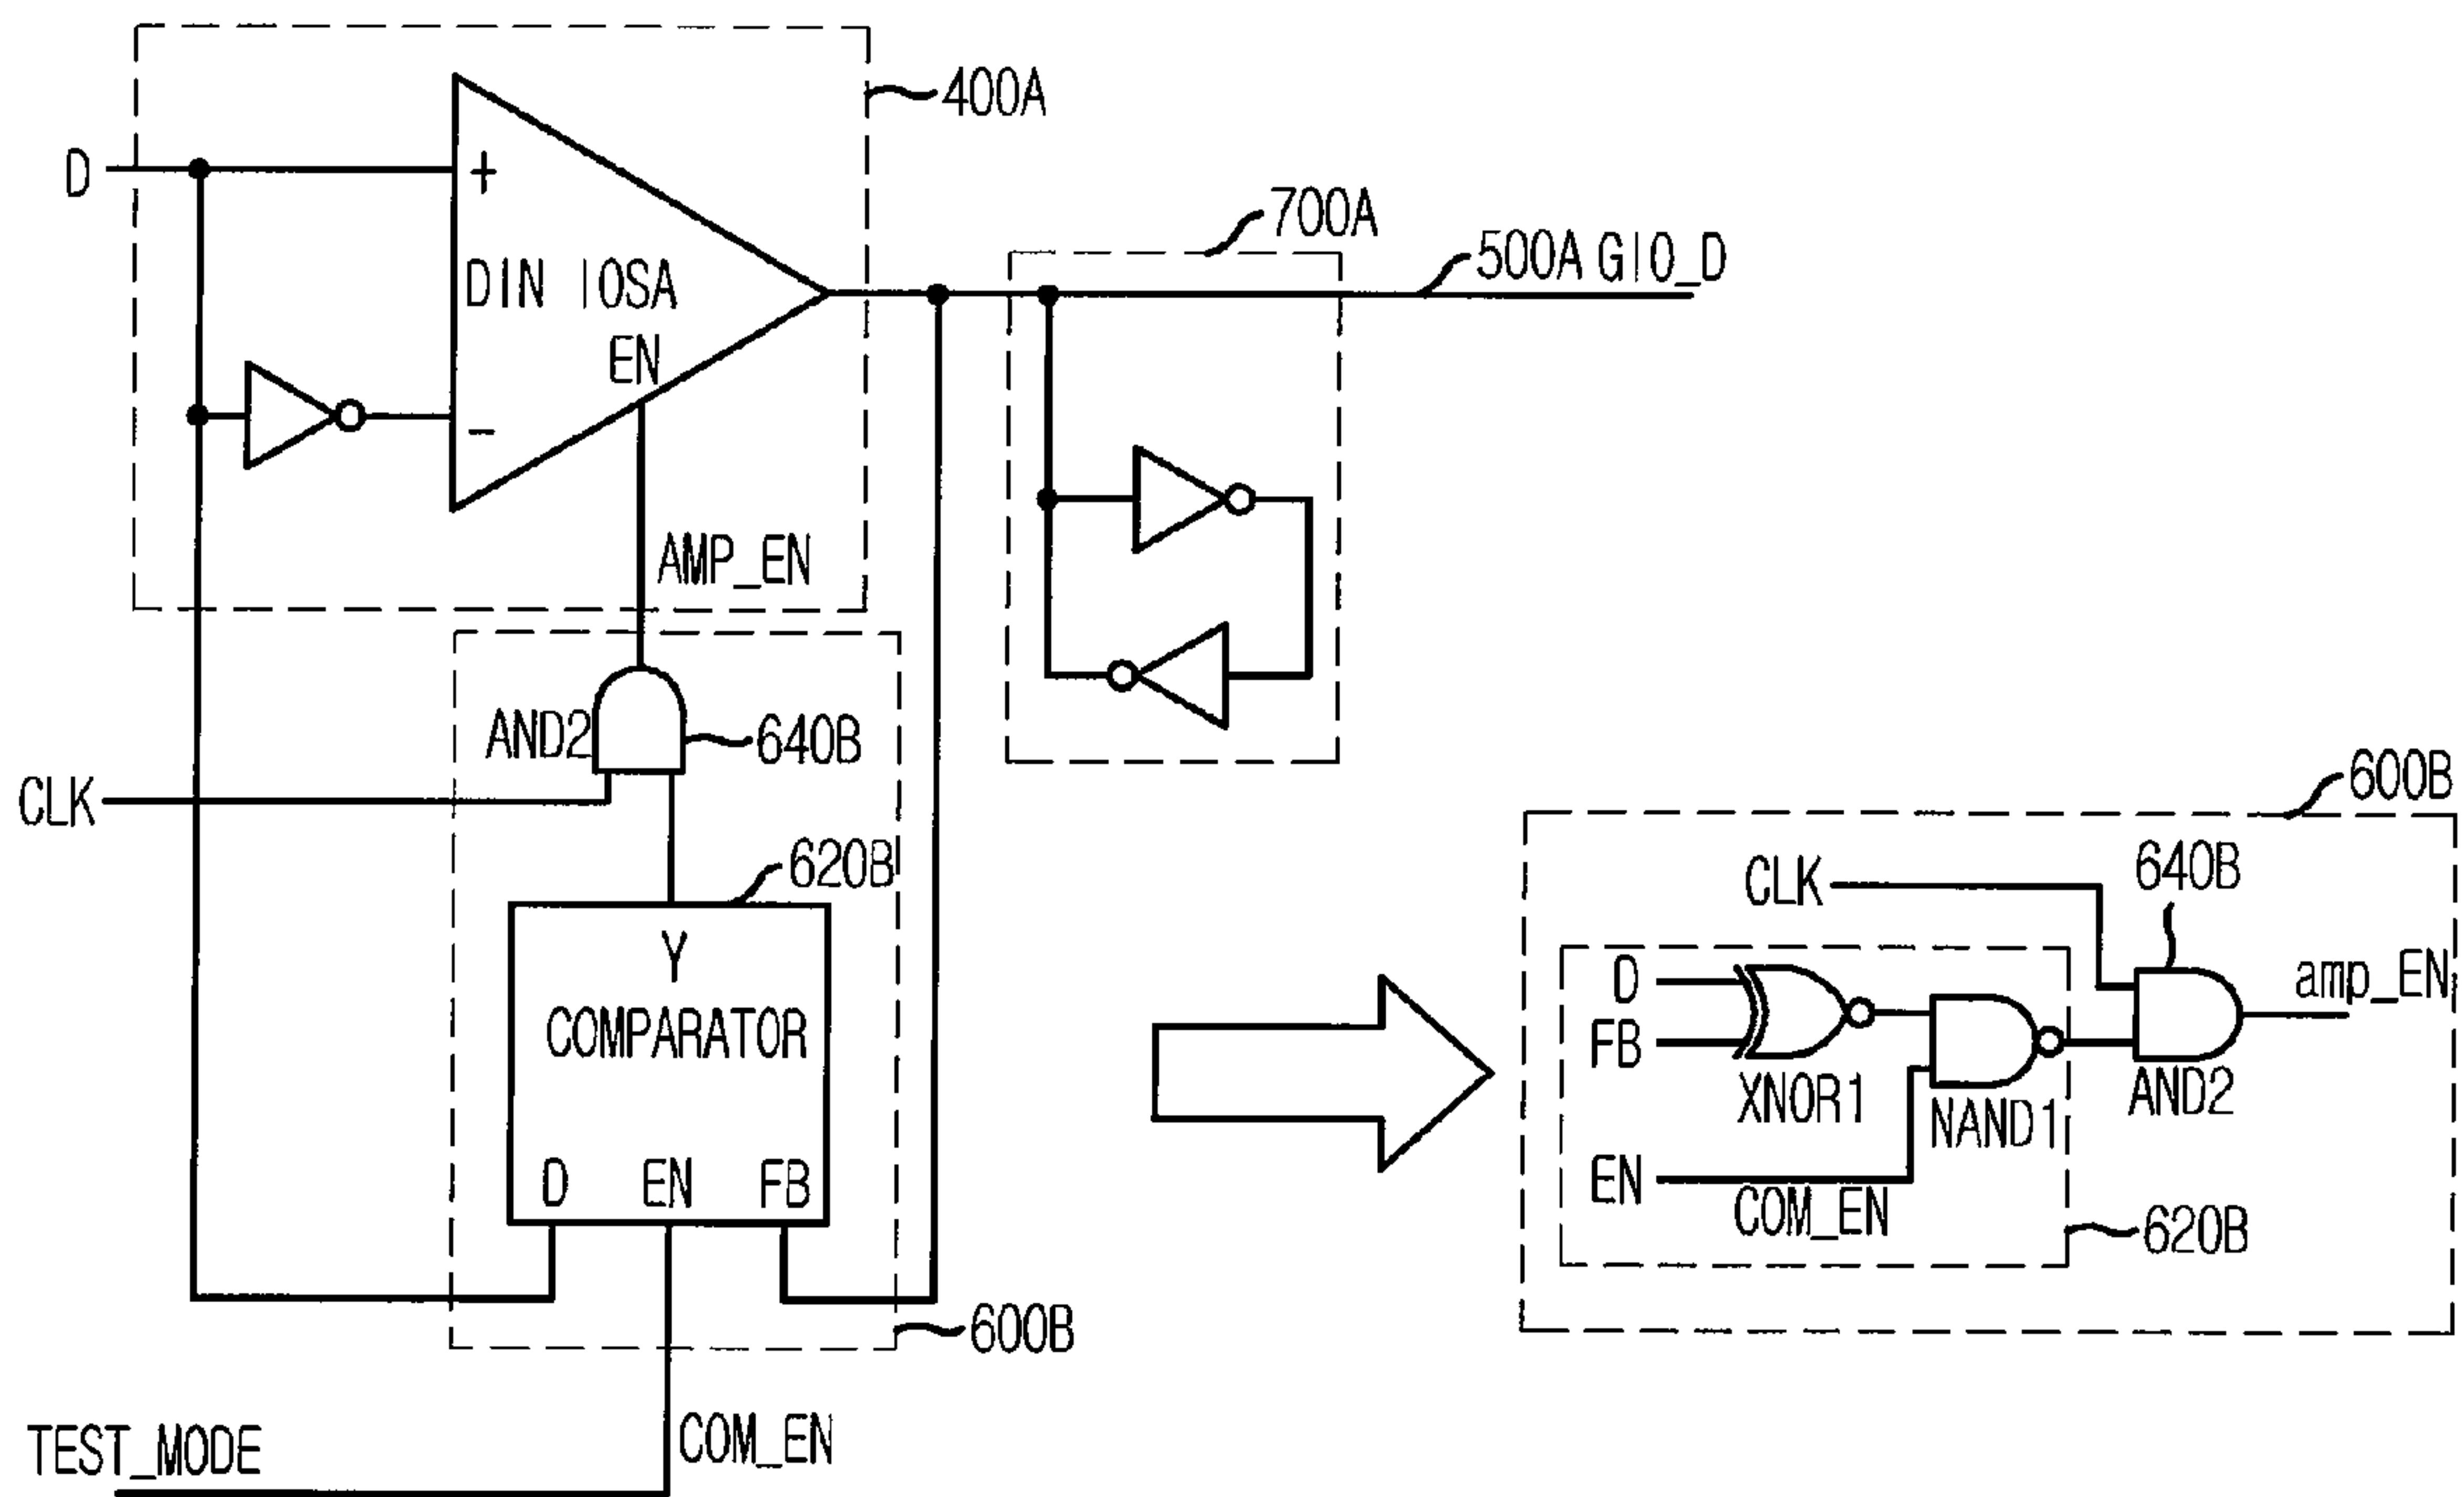 400A
D
+
DIN IOSA
EN
-
700A
500A GIO_D
AMP_EN
AND2
640B
CLK
620B
Y
COMPARATOR
D EN FB
600B
TEST_MODE
COM_EN
600B
CLK
640B
D
FB
amp_EN
XNOR1
NAND1
AND2
EN
COM_EN
620B